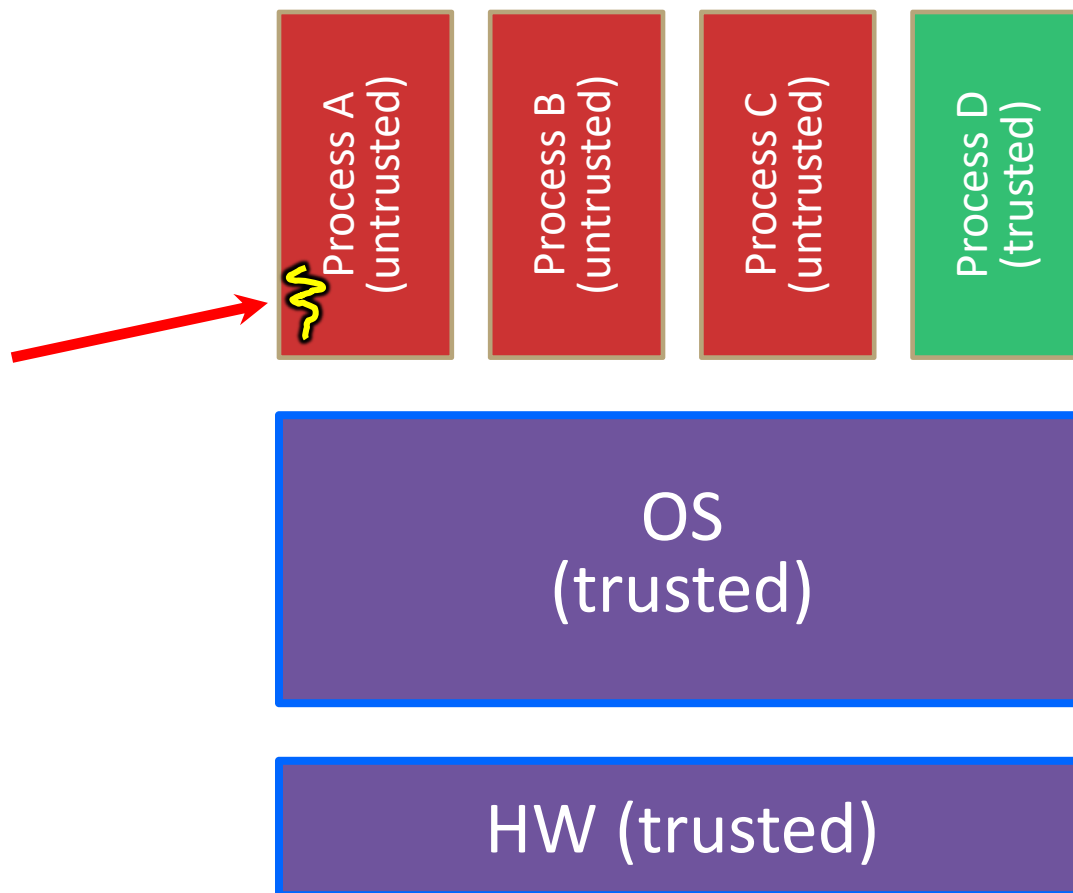 Process A
(untrusted)
Process B
(untrusted)
Process C
(untrusted)
Process D
(trusted)
OS
(trusted)
HW (trusted)